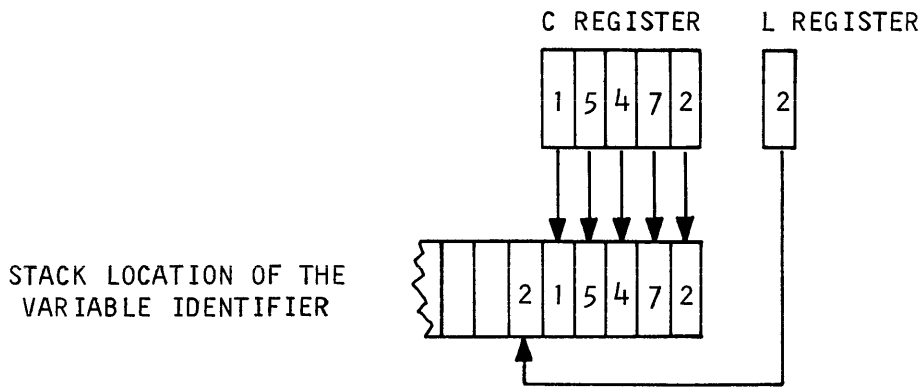 C REGISTER L REGISTER
1 5 4 7 2 2
STACK LOCATION OF THE
VARIABLE IDENTIFIER
2 1 5 4 7 2